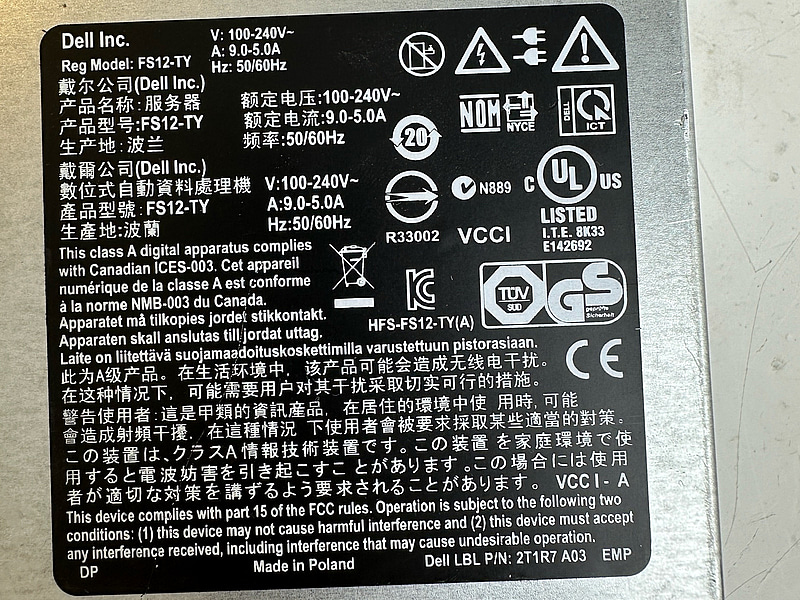 Dell Inc.
Reg Model: FS12-TY
V: 100-240V~
A: 9.0-5.0A
Hz: 50/60Hz
戴尔公司(Dell Inc.)
产品名称:服务器
产品型号:FS12-TY
生产地:波兰
额定电压:100-240V~
额定电流:9.0-5.0A
频率:50/60Hz
戴爾公司(Dell Inc.)
數位式自動資料處理機
產品型號:FS12-TY
生產地:波蘭
V:100-240V~
A:9.0-5.0A
Hz:50/60Hz
20
NOM
NYCE
DELL
ICT
R33002
N889
VCCI
C UL US
LISTED
I.T.E. 8K33
E142692
This class A digital apparatus complies
with Canadian ICES-003. Cet appareil
numérique de la classe A est conforme
à la norme NMB-003 du Canada.
Apparatet må tilkoples jordet stikkontakt.
Apparaten skall anslutas till jordat uttag.
Laite on liitettävä suojamaadoituskoskettimilla varustettuun pistorasiaan.
HFS-FS12-TY(A)
TÜV
SÜD
GS
geprüfte
Sicherheit
CE
此为A级产品。在生活环境中，该产品可能会造成无线电干扰。
在这种情况下，可能需要用户对其干扰采取切实可行的措施。
警告使用者:這是甲類的資訊產品，在居住的環境中使 用時,可能
會造成射頻干擾，在這種情況 下使用者會被要求採取某些適當的對策。
この装置は、クラスA情報技術装置です。この装置 を家庭環境で使
用すると電波妨害を引き起こすこ とがあります。この場合には使用
者が適切な対策を講ずるよう要求されることがあります。 VCCI-A
This device complies with part 15 of the FCC rules. Operation is subject to the following two
conditions: (1) this device may not cause harmful interference and (2) this device must accept
any interference received, including interference that may cause undesirable operation.
DP
Made in Poland
Dell LBL P/N: 2T1R7 A03
EMP